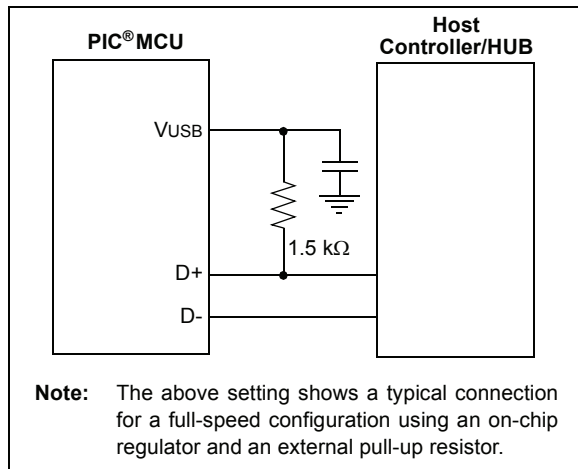 PIC® MCU
Host
Controller/HUB
VUSB
1.5 kΩ
D+
D-
Note: The above setting shows a typical connection
for a full-speed configuration using an on-chip
regulator and an external pull-up resistor.